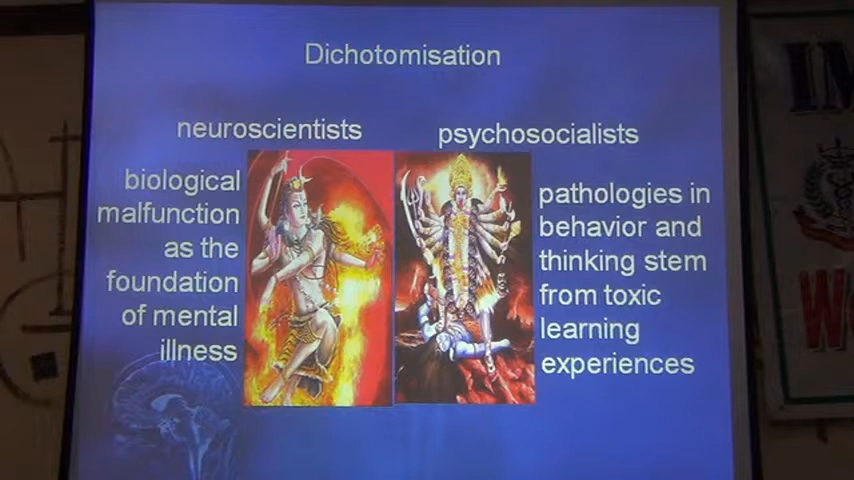 Dichotomisation
neuroscientists
psychosocialists
biological
malfunction
as the
foundation
of mental
illness
pathologies in
behavior and
thinking stem
from toxic
learning
experiences
IM
W